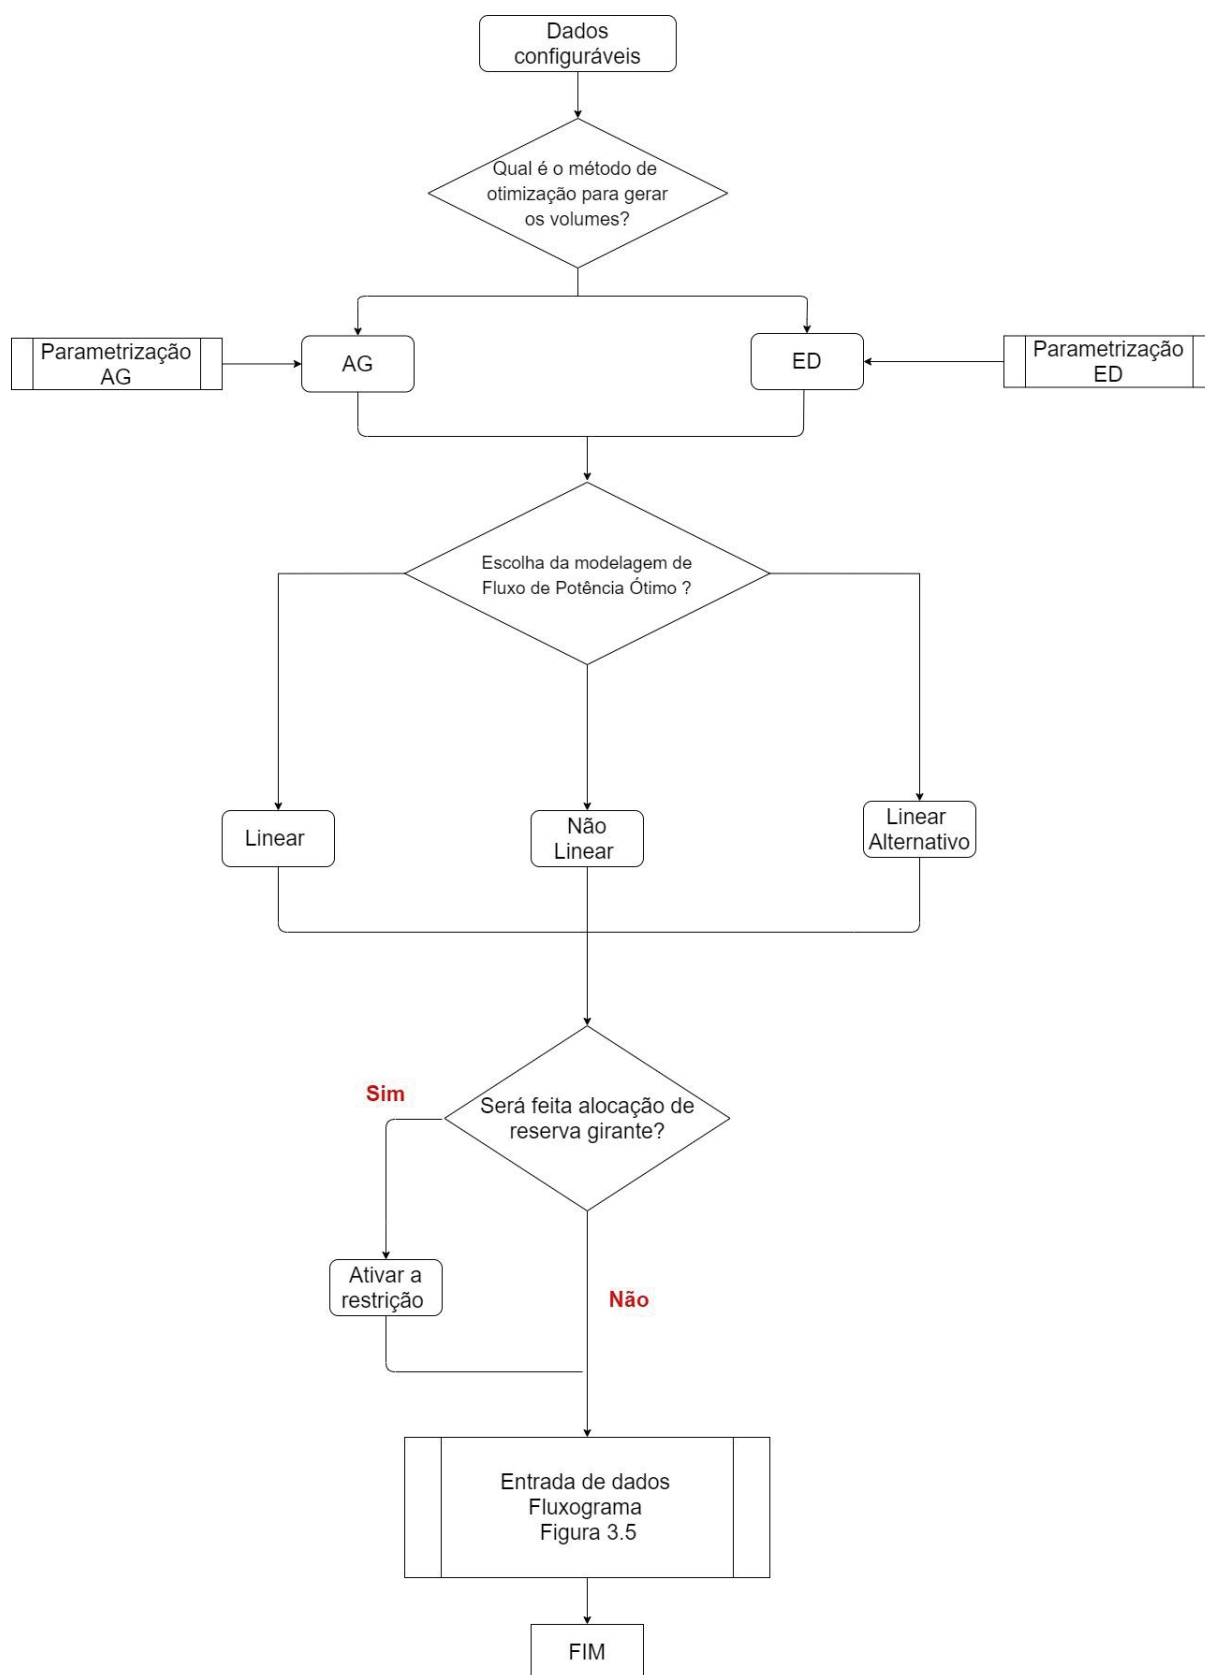 Dados
configuráveis
Qual é o método de
otimização para gerar
os volumes?
Parametrização
AG
AG
ED
Parametrização
ED
Escolha da modelagem de
Fluxo de Potência Ótimo ?
Linear
Não
Linear
Linear
Alternativo
Sim
Será feita alocação de
reserva girante?
Ativar a
restrição
Não
Entrada de dados
Fluxograma
Figura 3.5
FIM